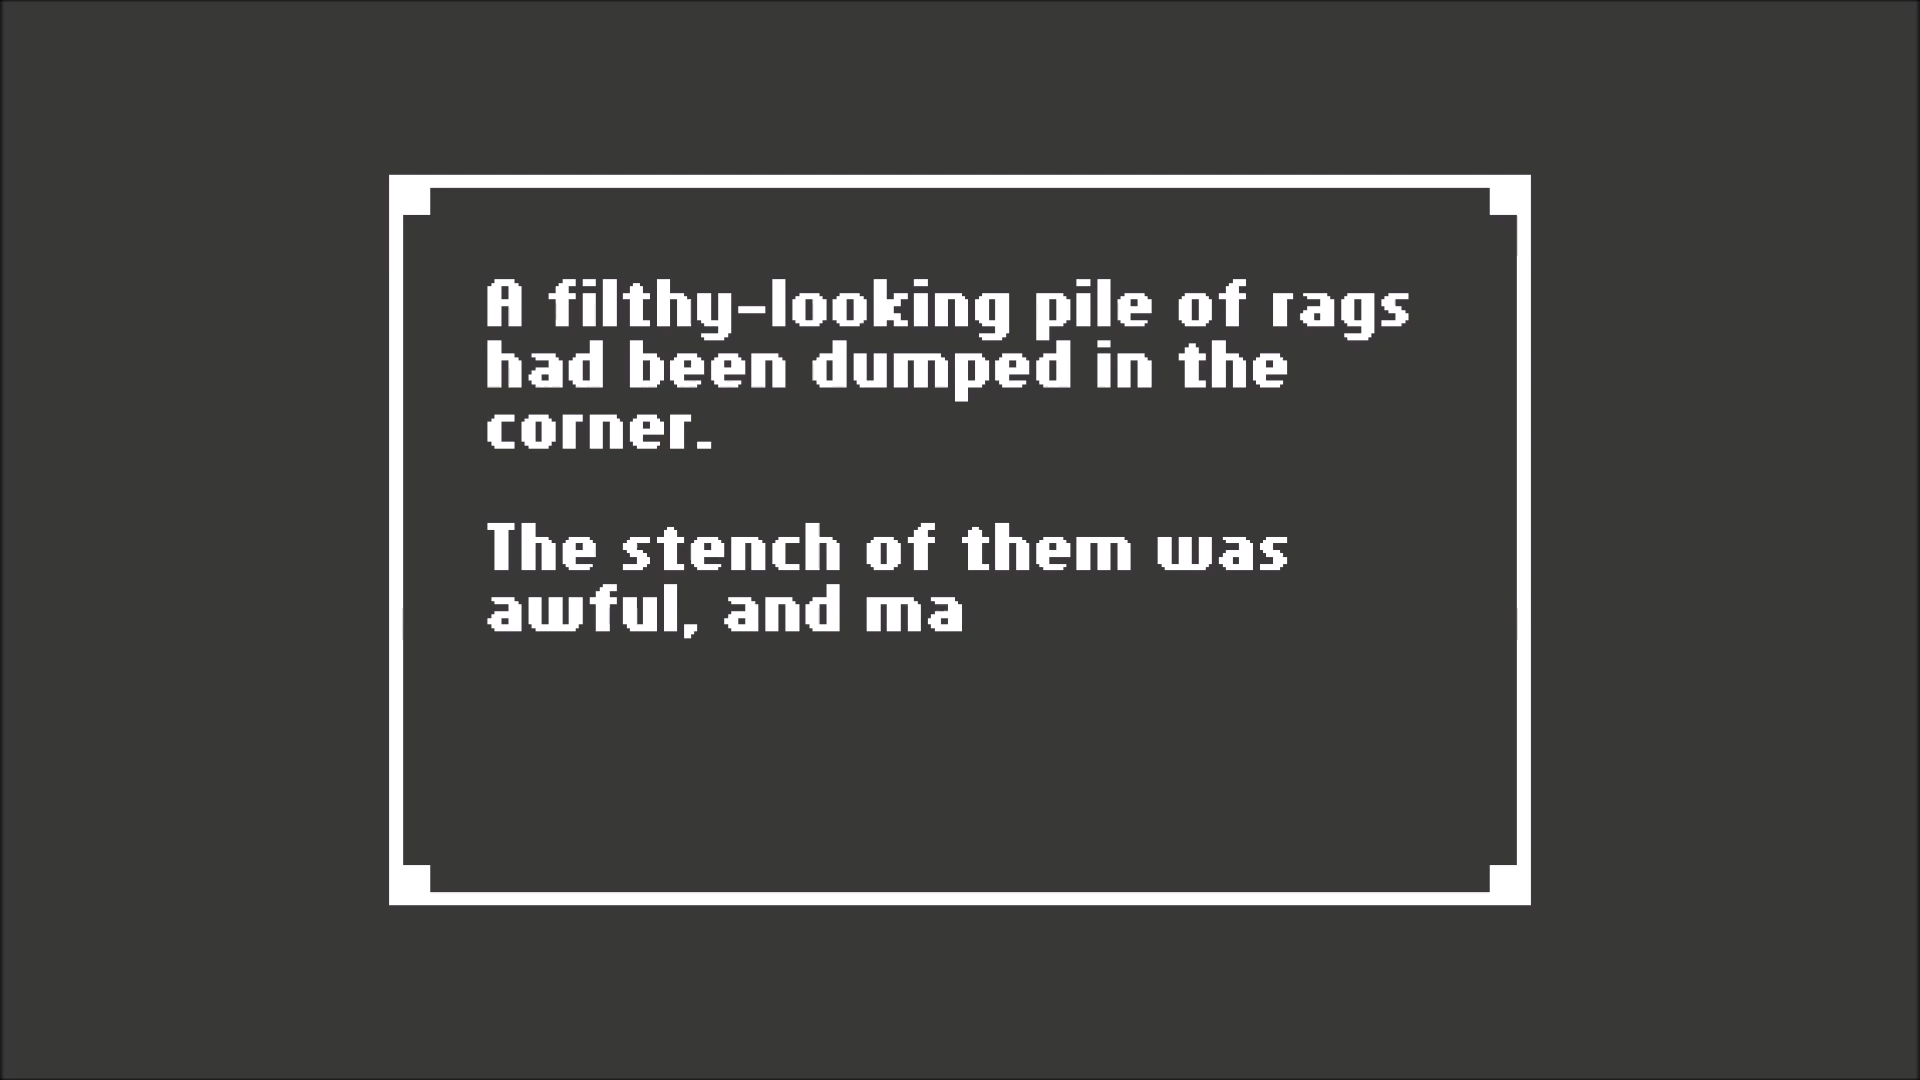 A filthy-looking pile of rags
had been dumped in the
corner.
The stench of them was
awful, and ma